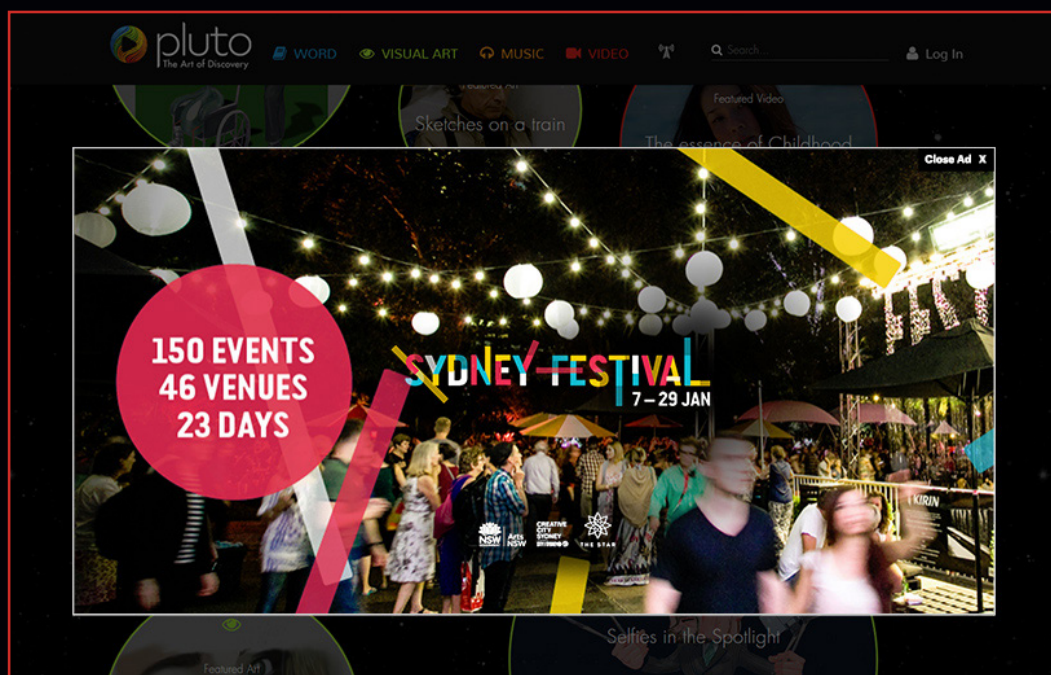 pluto
The Art of Discovery
WORD
VISUAL ART
MUSIC
VIDEO
Search...
Log In
Featured Art
Sketches on a train
Featured Video
The essence of Childhood
Close Ad X
150 EVENTS
46 VENUES
23 DAYS
SYDNEY FESTIVAL
7 – 29 JAN
KIRIN
NSW
Arts
NSW
CREATIVE
CITY
SYDNEY
THE STAR
Selfies in the Spotlight
Featured Art